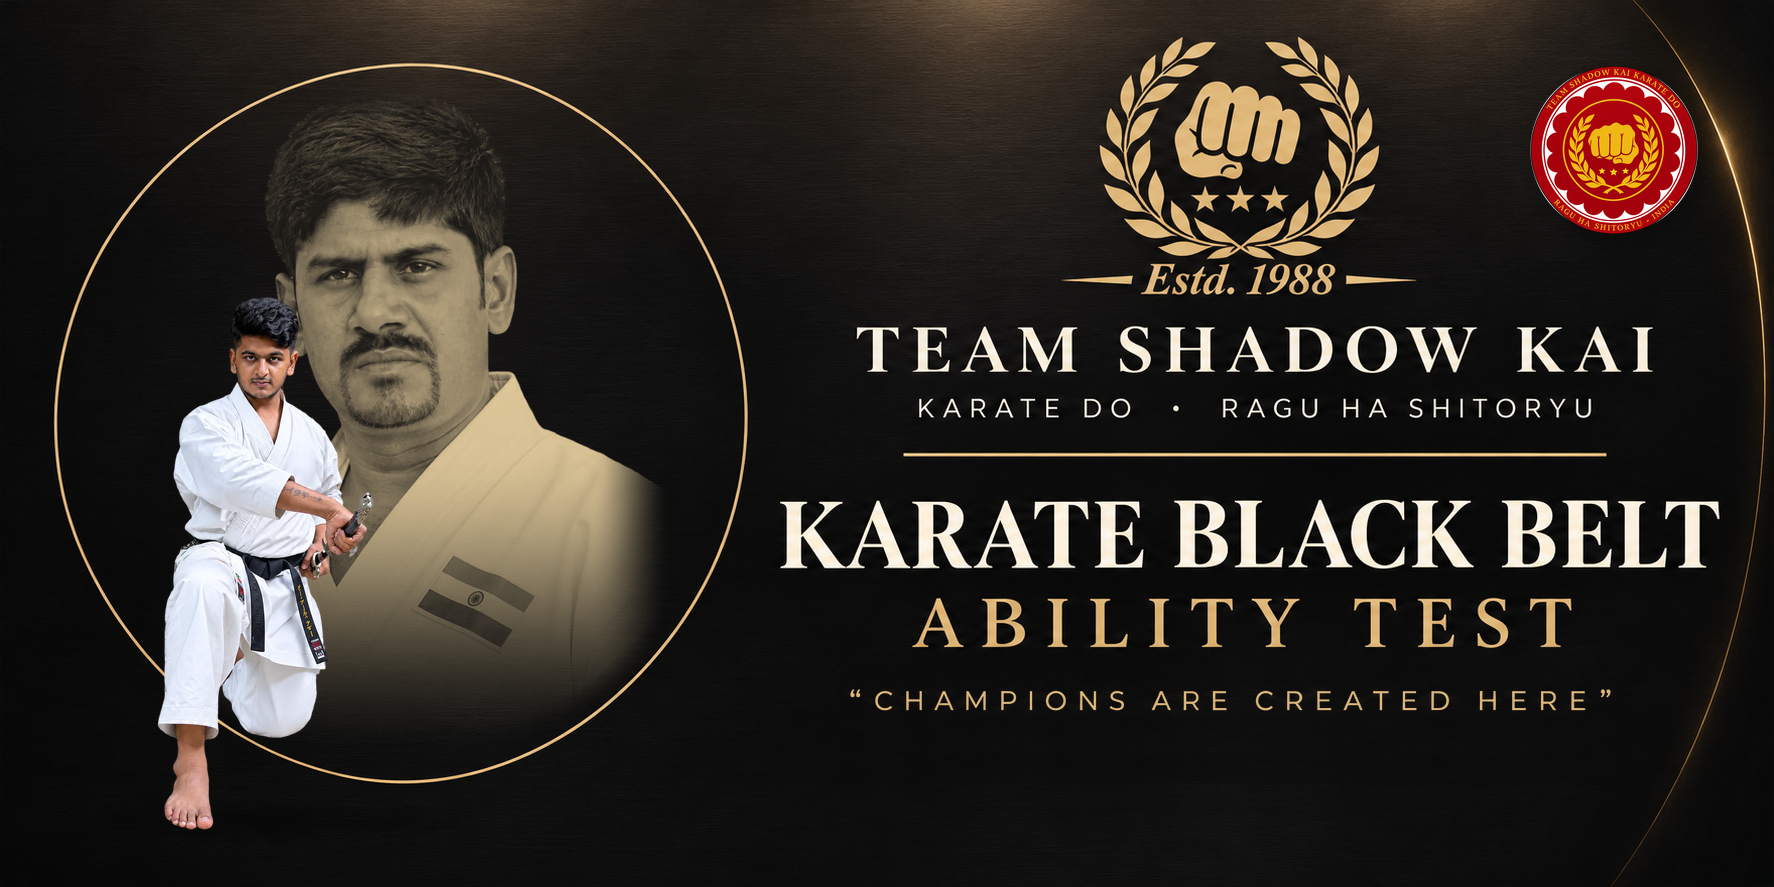 Estd. 1988
TEAM SHADOW KAI
KARATE DO • RAGU HA SHITORYU
KARATE BLACK BELT
ABILITY TEST
“CHAMPIONS ARE CREATED HERE”
TEAM SHADOW KAI KARATE DO
RAGU HA SHITORYU - INDIA